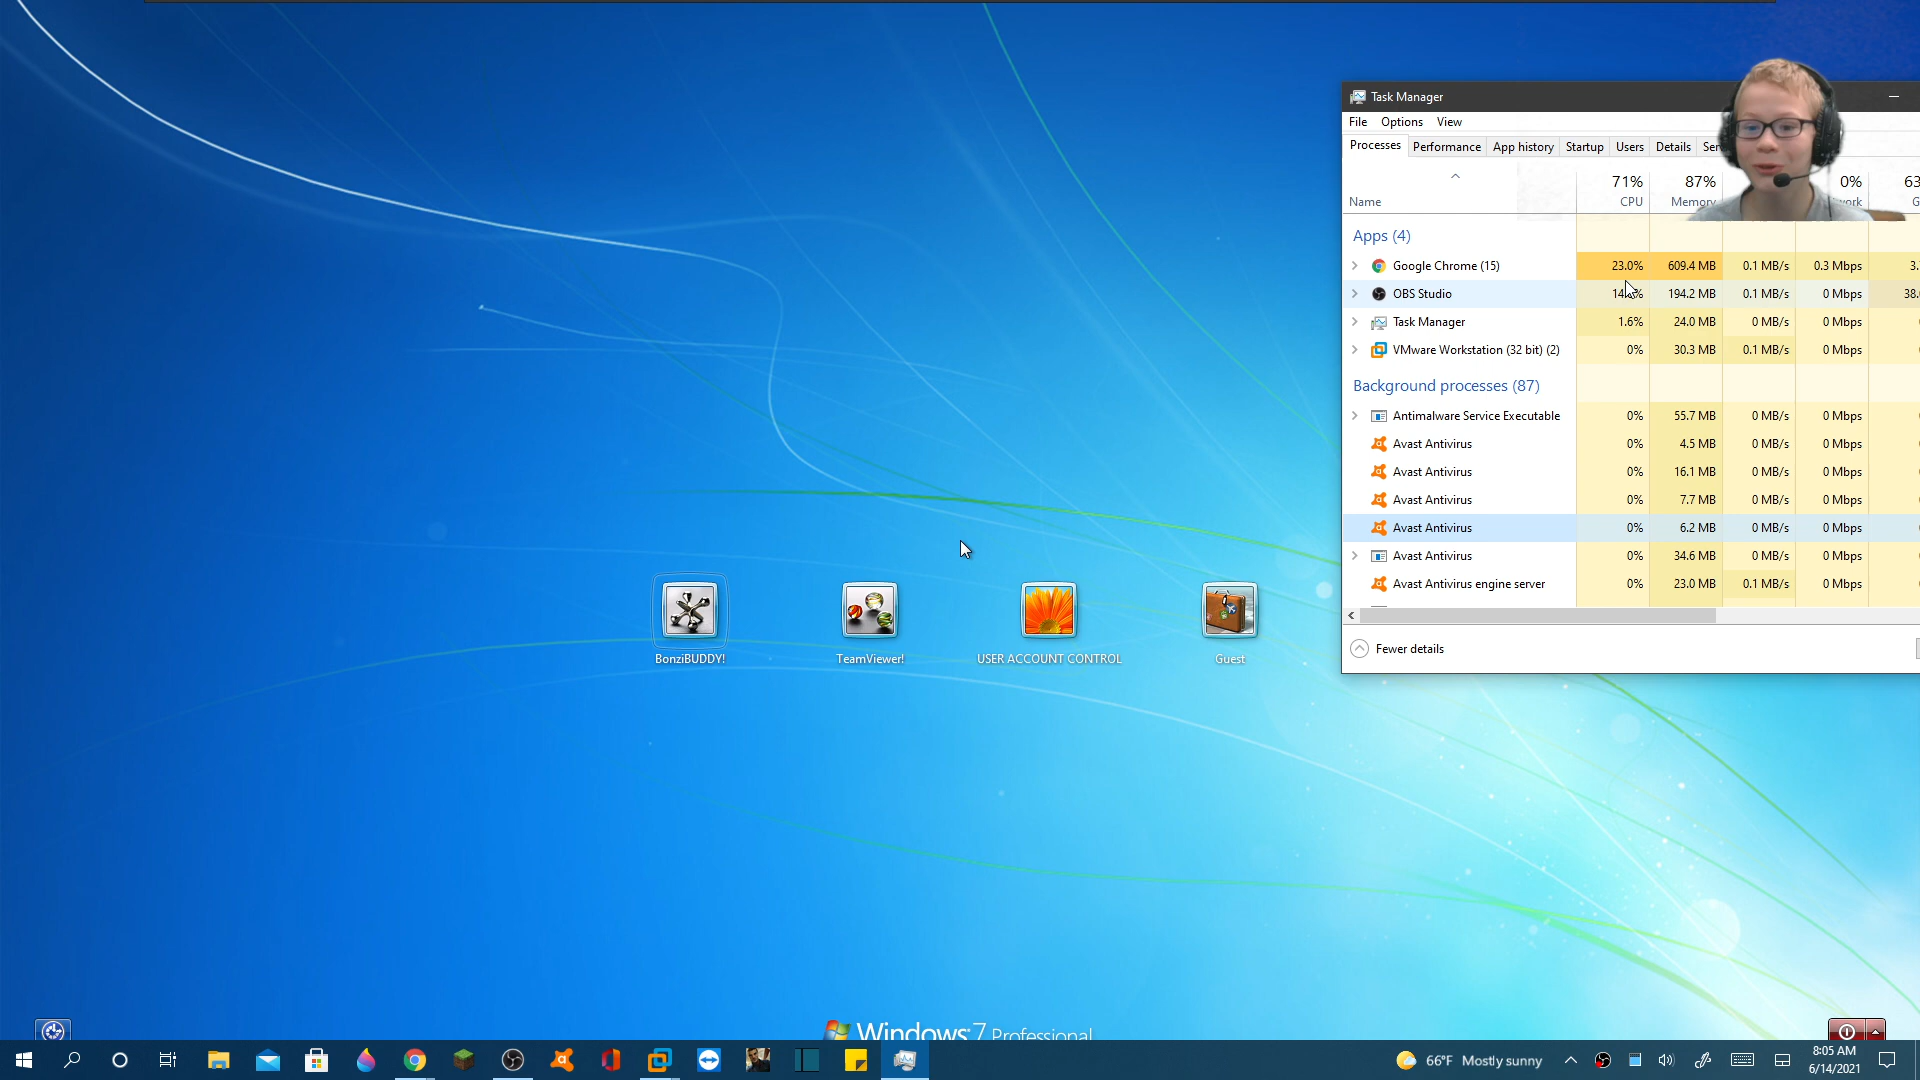 Task Manager
File Options View
Processes Performance App history Startup Users Details
71% 87% 0%
Name CPU Memory
Apps (4)
Google Chrome (15) 23.0% 609.4 MB 0.1 MB/s 0.3 Mbps
OBS Studio 194.2 MB 0.1 MB/s 0 Mbps
Task Manager 1.6% 24.0 MB 0 MB/s 0 Mbps
VMware Workstation (32 bit) (2) 0% 30.3 MB 0.1 MB/s 0 Mbps
Background processes (87)
Antimalware Service Executable 0% 55.7 MB 0 MB/s 0 Mbps
Avast Antivirus 0% 4.5 MB 0 MB/s 0 Mbps
Avast Antivirus 0% 16.1 MB 0 MB/s 0 Mbps
Avast Antivirus 0% 7.7 MB 0 MB/s 0 Mbps
Avast Antivirus 0% 6.2 MB 0 MB/s 0 Mbps
Avast Antivirus 0% 34.6 MB 0 MB/s 0 Mbps
Avast Antivirus engine server 0% 23.0 MB 0.1 MB/s 0 Mbps
Fewer details
BonziBUDDY! TeamViewer! USER ACCOUNT CONTROL Guest
Windows 7 Professional
66°F Mostly sunny
8:05 AM
6/14/2021